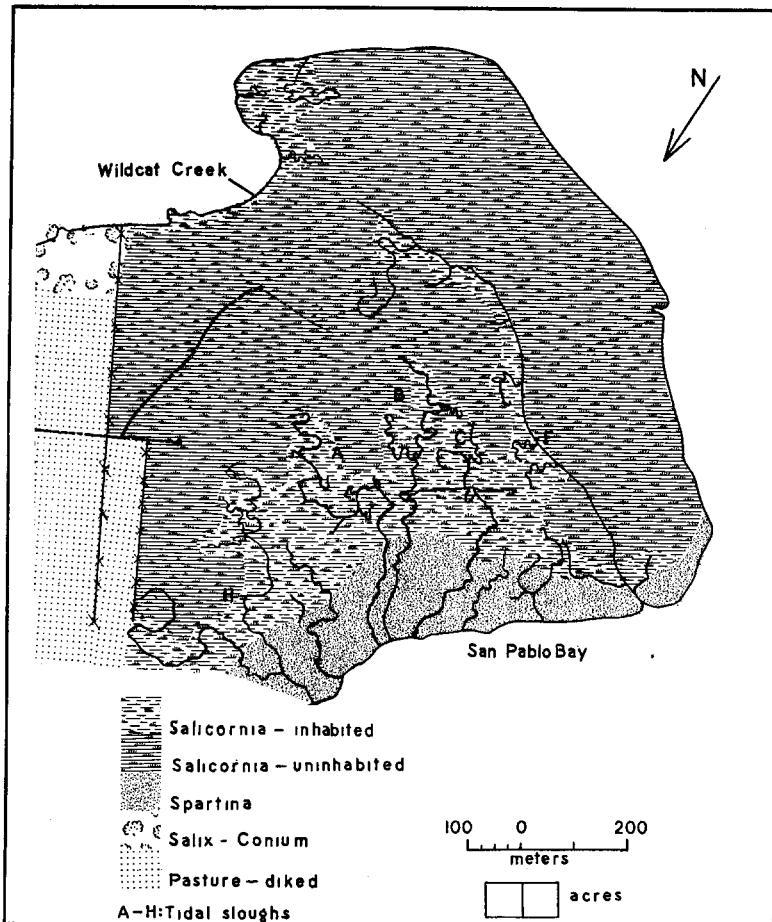 N
Wildcat Creek
B
A
C
E
F
H
San Pablo Bay
Salicornia – inhabited
Salicornia – uninhabited
Spartina
Salix - Conium
Pasture – diked
A-H: Tidal sloughs
100 0 200
meters
acres